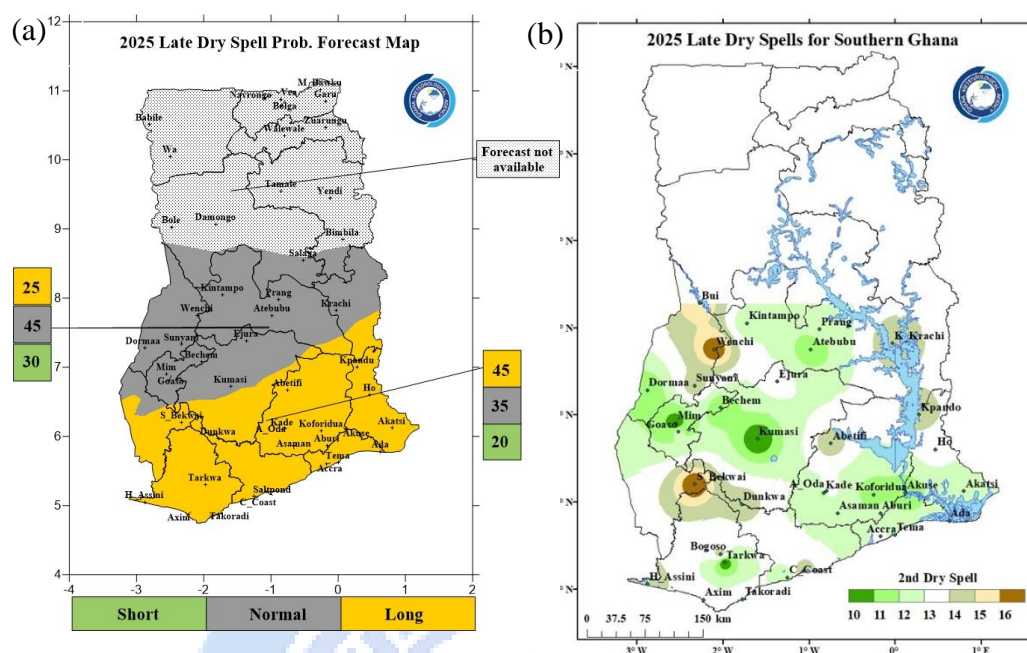 (a)
2025 Late Dry Spell Prob. Forecast Map
12
11
10
9
8
7
6
5
4
-4
-3
-2
-1
0
1
2
Navrongo
Vea
M_Bawku
Garu
Bolga
Zuarungu
Walewale
Babile
Wa
Forecast not
available
Tamale
Yendi
Bole
Damongo
Bimbila
Salaga
Kintampo
Prang
Wenchi
Atebubu
Krachi
Ejura
Dormaa
Sunyani
Bechem
Mim
Goaso
Kumasi
Abetifi
Kpandu
Ho
S_Bekwai
Dunkwa
A_Oda
Kade
Koforidua
Akatsi
Asaman
Aburi
Akuse
Ada
Tema
Accra
Tarkwa
H_Assini
Saltpond
C_Coast
Axim
Takoradi
25
45
30
45
35
20
Short
Normal
Long
(b)
2025 Late Dry Spells for Southern Ghana
° N
° N
° N
° N
° N
° N
° N
Bui
Kintampo
Prang
Wenchi
Atebubu
K_Krachi
Dormaa
Sunyani
Ejura
Bechem
Mim
Goaso
Kumasi
Abetifi
Kpando
Ho
S_Bekwai
Dunkwa
A_Oda
Kade
Koforidua
Akuse
Akatsi
Asaman
Aburi
Ada
Accra
Tema
Bogoso
Tarkwa
H_Assini
C_Coast
Axim
Takoradi
2nd Dry Spell
10 11 12 13 14 15 16
0 37.5 75 150 km
3°W
2°W
1°W
0°
1°E